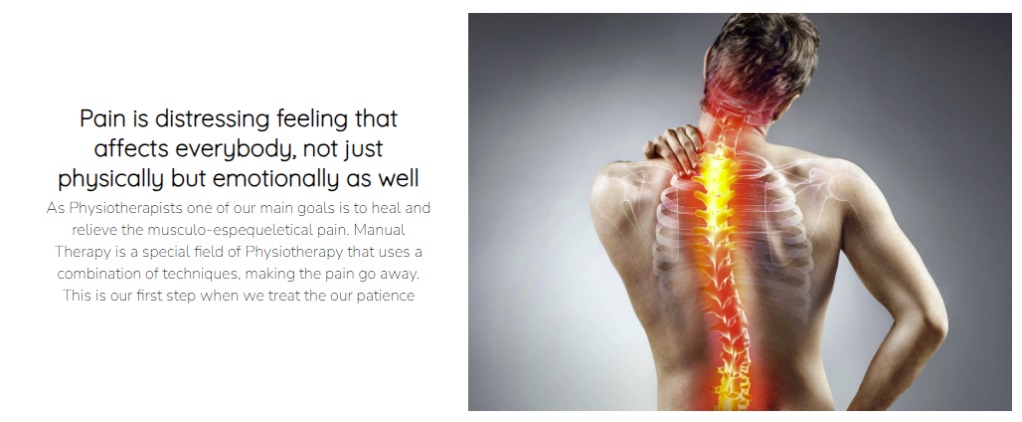 Pain is distressing feeling that
affects everybody, not just
physically but emotionally as well
As Physiotherapists one of our main goals is to heal and
relieve the musculo-espequeletical pain. Manual
Therapy is a special field of Physiotherapy that uses a
combination of techniques, making the pain go away.
This is our first step when we treat the our patience